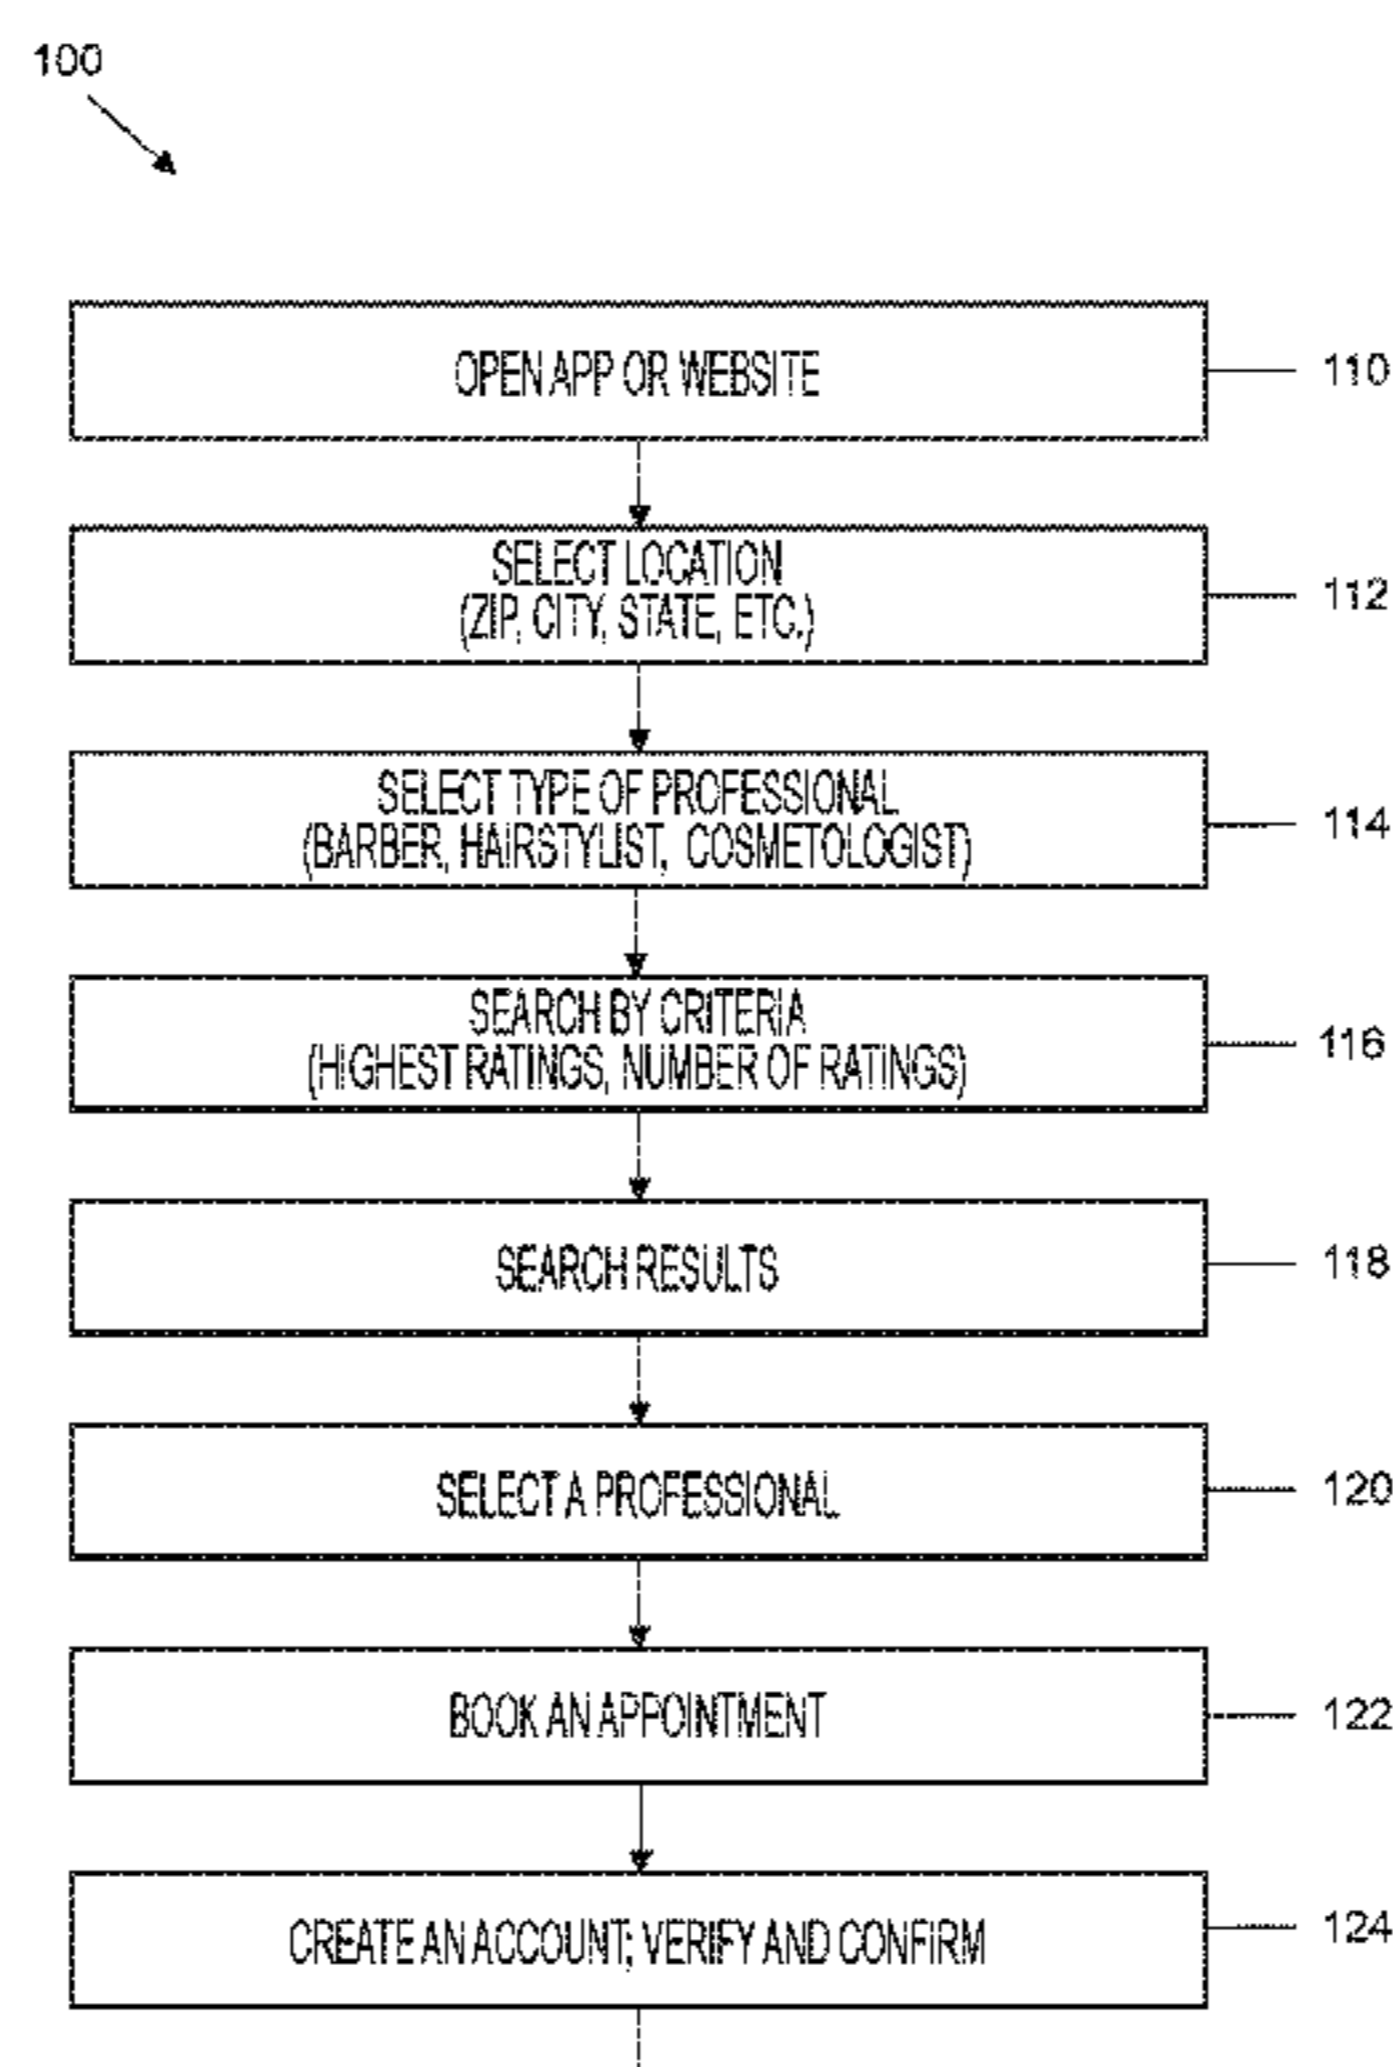 100
OPEN APP OR WEBSITE
110
SELECT LOCATION
(ZIP, CITY, STATE, ETC.)
112
SELECT TYPE OF PROFESSIONAL
(BARBER, HAIRSTYLIST, COSMETOLOGIST)
114
SEARCH BY CRITERIA
(HIGHEST RATINGS, NUMBER OF RATINGS)
116
SEARCH RESULTS
118
SELECT A PROFESSIONAL
120
BOOK AN APPOINTMENT
122
CREATE AN ACCOUNT; VERIFY AND CONFIRM
124